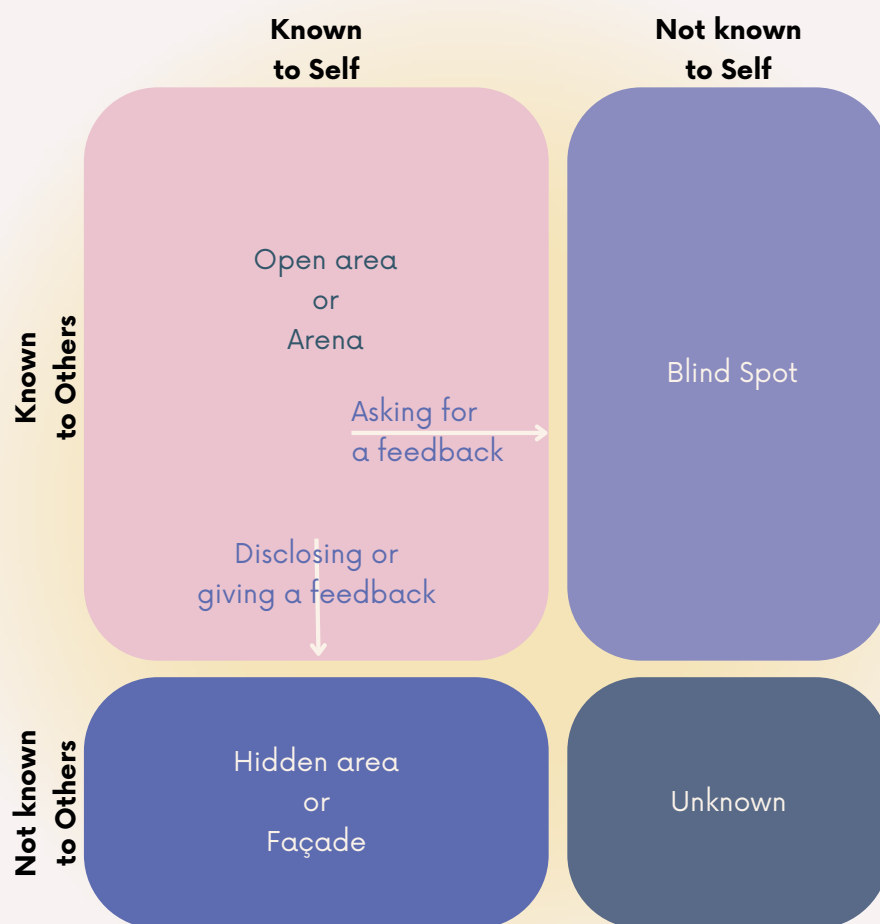 Known
to Self
Not known
to Self
Known
to Others
Open area
or
Arena
Asking for
a feedback
Disclosing or
giving a feedback
Blind Spot
Not known
to Others
Hidden area
or
Façade
Unknown